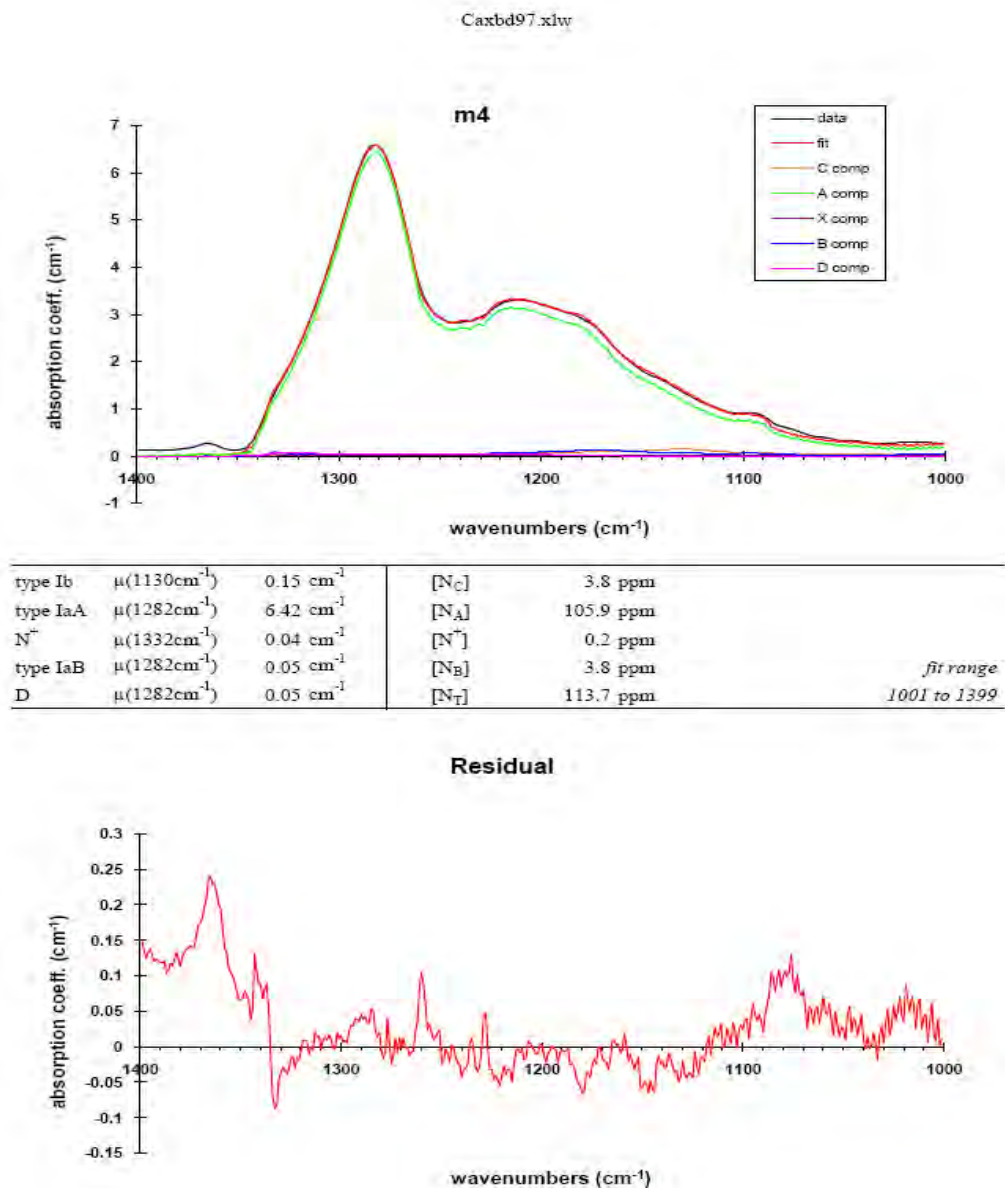 Caxbd97.xlw
m4
data
fit
C comp
A comp
X comp
B comp
D comp
absorption coeff. (cm⁻¹)
7
6
5
4
3
2
1
0
-1
1400 1300 1200 1100 1000
wavenumbers (cm⁻¹)
type Ib μ(1130cm⁻¹) 0.15 cm⁻¹ [N_C] 3.8 ppm
type IaA μ(1282cm⁻¹) 6.42 cm⁻¹ [N_A] 105.9 ppm
N⁺ μ(1332cm⁻¹) 0.04 cm⁻¹ [N⁺] 0.2 ppm
type IaB μ(1282cm⁻¹) 0.05 cm⁻¹ [N_B] 3.8 ppm fit range
D μ(1282cm⁻¹) 0.05 cm⁻¹ [N_T] 113.7 ppm 1001 to 1399
Residual
absorption coeff. (cm⁻¹)
0.3
0.25
0.2
0.15
0.1
0.05
0
-0.05
-0.1
-0.15
1400 1300 1200 1100 1000
wavenumbers (cm⁻¹)